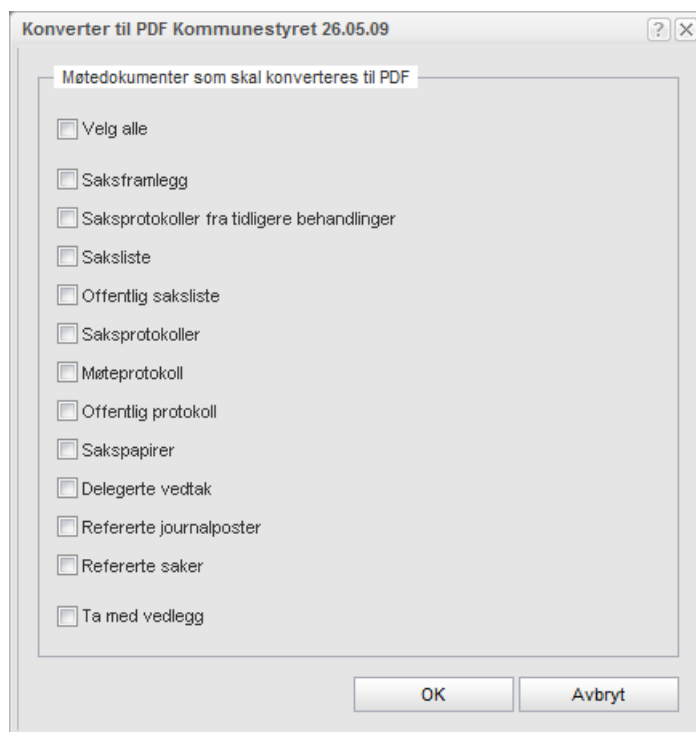 Konverter til PDF Kommunestyret 26.05.09
Møtedokumenter som skal konverteres til PDF
Velg alle
Saksframlegg
Saksprotokoller fra tidligere behandlinger
Saksliste
Offentlig saksliste
Saksprotokoller
Møteprotokoll
Offentlig protokoll
Sakspapirer
Delegerte vedtak
Refererte journalposter
Refererte saker
Ta med vedlegg
OK Avbryt